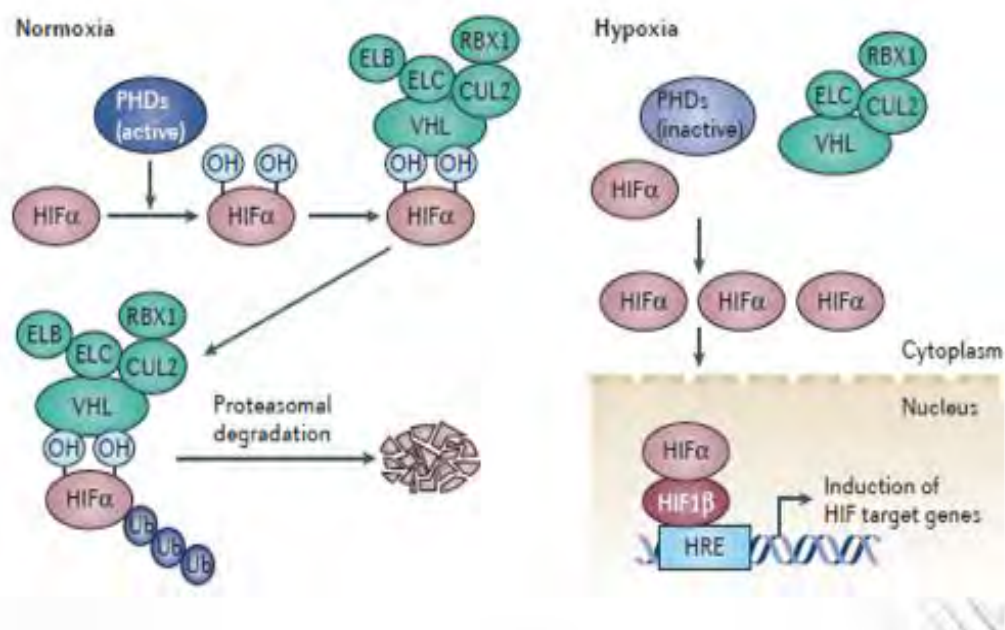 Normoxia
PHDs
(active)
HIFα
OH OH
HIFα
ELB
ELC
RBX1
CUL2
VHL
OH OH
HIFα
ELB
ELC
RBX1
CUL2
VHL
OH OH
HIFα
Ub
Ub
Ub
Proteasomal
degradation
Hypoxia
PHDs
(inactive)
HIFα
RBX1
ELC
CUL2
VHL
HIFα HIFα HIFα
Cytoplasm
Nucleus
HIFα
HIF1β
HRE
Induction of
HIF target genes